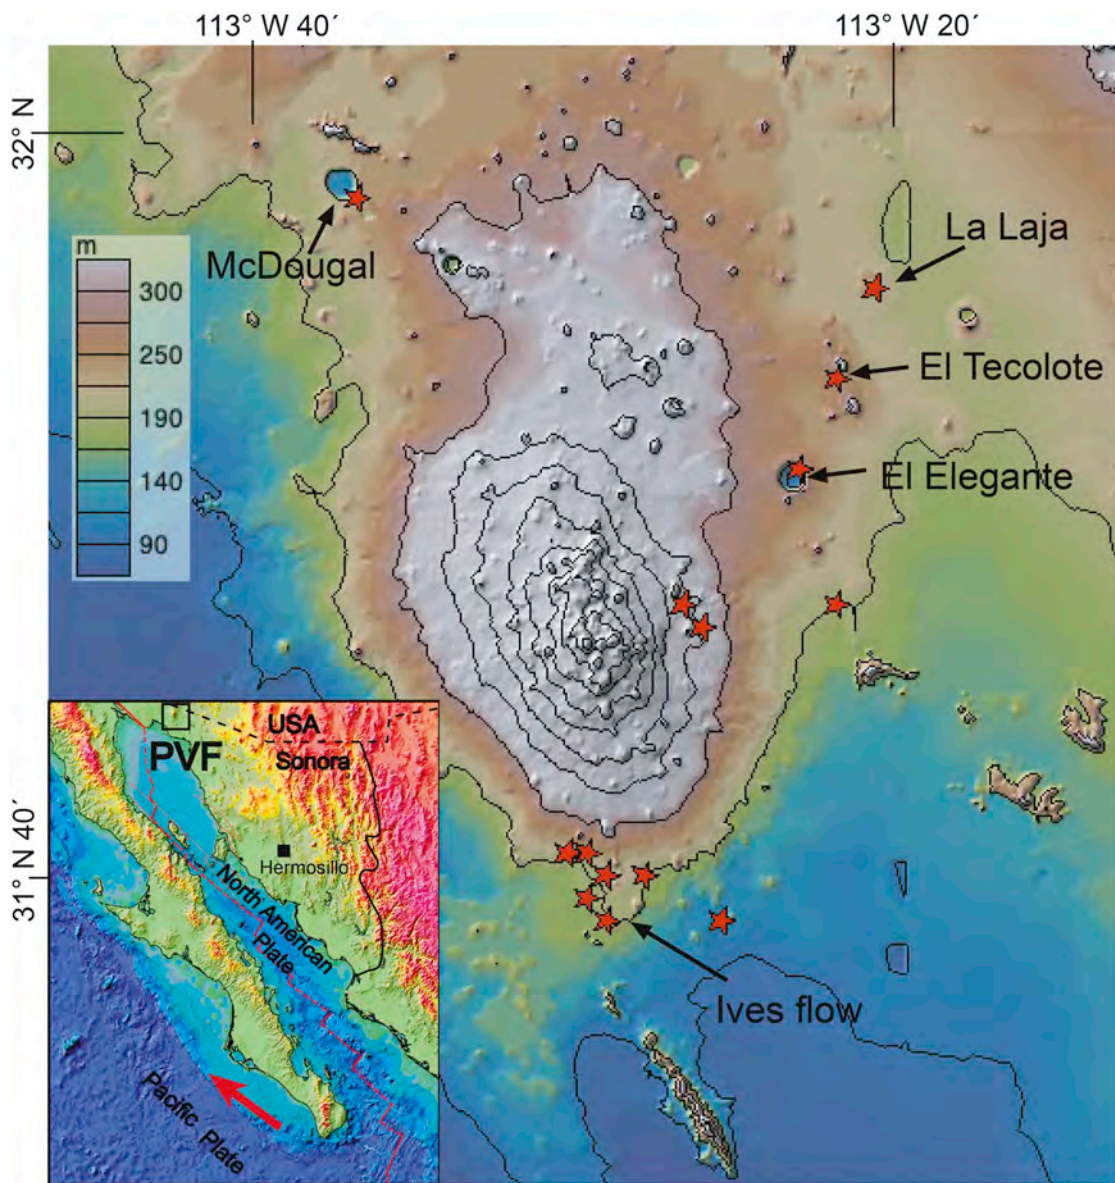 113° W 40´
113° W 20´
32° N
La Laja
m
McDougal
300
250
El Tecolote
190
El Elegante
140
90
USA
PVF
Sonora
31° N 40´
Hermosillo
North American
Plate
Ives flow
Pacific Plate